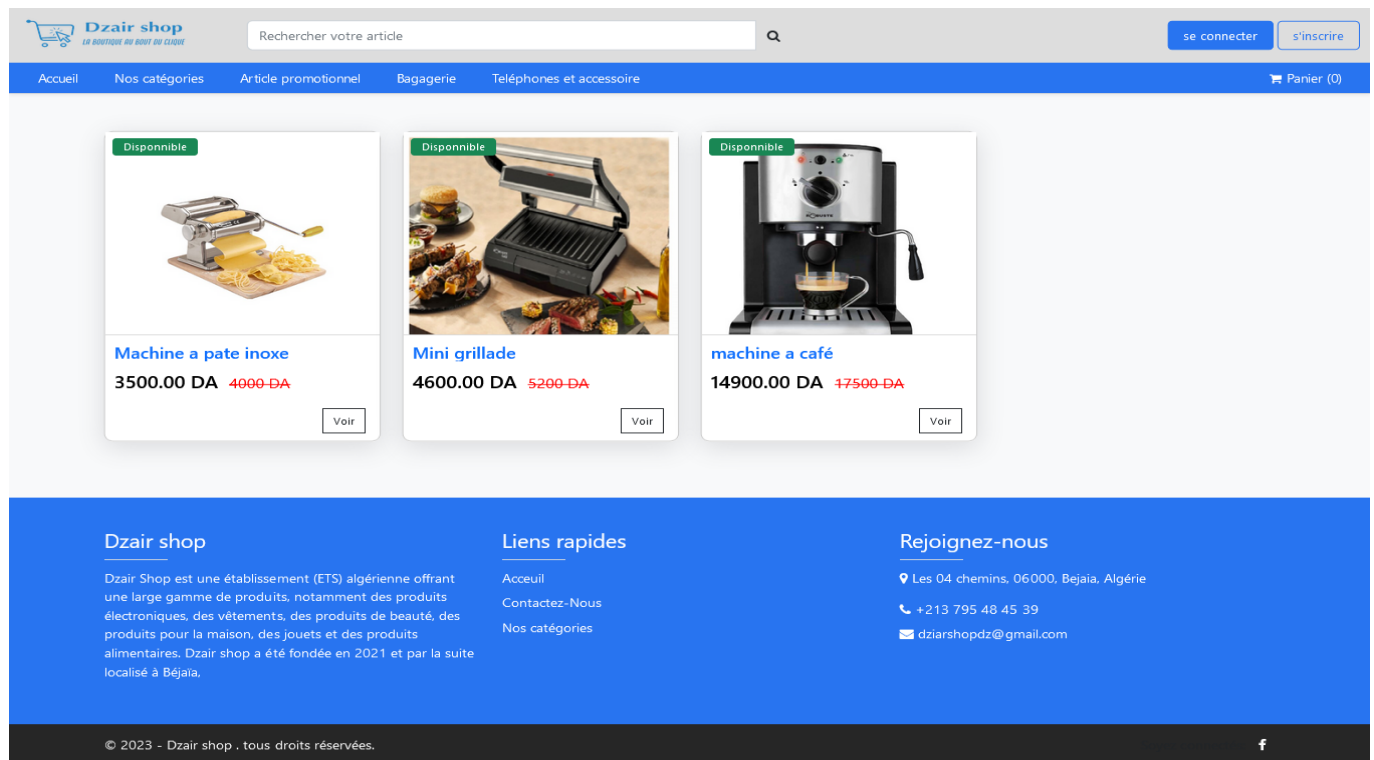 Dzair shop
LA BOUTIQUE AU BOUT DU CLIQUE
Rechercher votre article
se connecter
s'inscrire
Accueil
Nos catégories
Article promotionnel
Bagagerie
Teléphones et accessoire
Panier (0)
Disponnible
Disponnible
Disponnible
Machine a pate inoxe
3500.00 DA 4000 DA
Voir
Mini grillade
4600.00 DA 5200 DA
Voir
machine a café
14900.00 DA 17500 DA
Voir
Dzair shop
Dzair Shop est une établissement (ETS) algérienne offrant
une large gamme de produits, notamment des produits
électroniques, des vêtements, des produits de beauté, des
produits pour la maison, des jouets et des produits
alimentaires. Dzair shop a été fondée en 2021 et par la suite
localisé à Béjaïa,
Liens rapides
Acceuil
Contactez-Nous
Nos catégories
Rejoignez-nous
Les 04 chemins, 06000, Bejaia, Algérie
+213 795 48 45 39
dziarshopdz@gmail.com
© 2023 - Dzair shop . tous droits réservées.